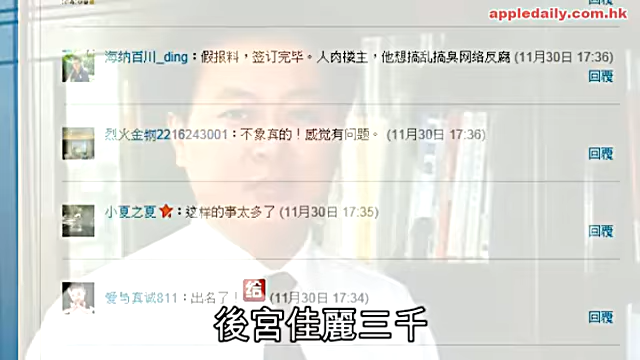 appledaily.com.hk
回覆
海纳百川_ding：假报料，签订完毕。人肉楼主，他想搞乱搞臭网络反腐 (11月30日 17:36)
回覆
烈火金钢2216243001：不象真的！感觉有问题。 (11月30日 17:36)
回覆
小夏之夏：这样的事太多了 (11月30日 17:35)
回覆
爱与真诚811：出名了！给 (11月30日 17:34)
回覆
後宮佳麗三千